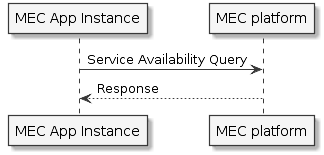 MEC App Instance
MEC platform
Service Availability Query
Response
MEC App Instance
MEC platform